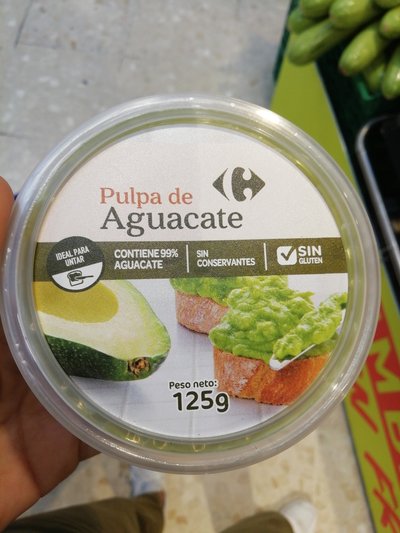 Pulpa de
Aguacate
IDEAL PARA
UNTAR
CONTIENE 99%
AGUACATE
SIN
CONSERVANTES
SIN
GLUTEN
Peso neto:
125g